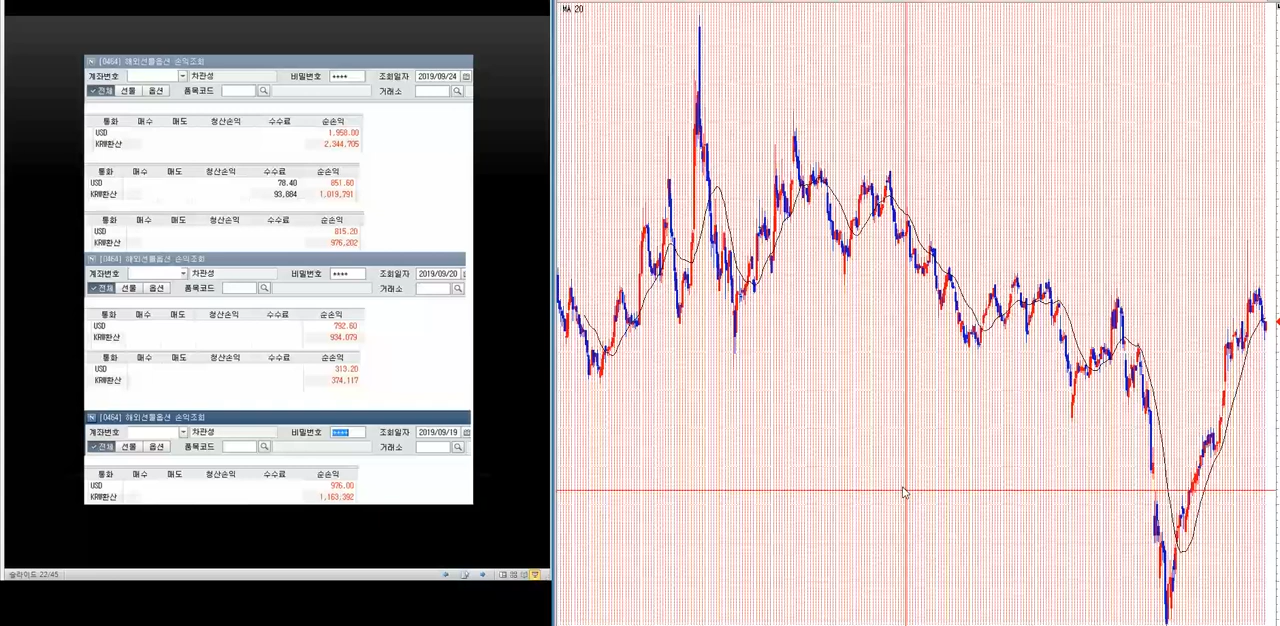 MA 20
[0464] 해외선물옵션 손익조회
계좌번호 차관성 비밀번호 **** 조회일자 2019/09/24
전체 선물 옵션 품목코드 거래소
통화 매수 매도 청산손익 수수료 순손익
USD 1,958.00
KRW환산 2,344,705
통화 매수 매도 청산손익 수수료 순손익
USD 78.40 851.60
KRW환산 93,884 1,019,791
통화 매수 매도 청산손익 수수료 순손익
USD 815.20
KRW환산 976,202
[0464] 해외선물옵션 손익조회
계좌번호 차관성 비밀번호 **** 조회일자 2019/09/20
전체 선물 옵션 품목코드 거래소
통화 매수 매도 청산손익 수수료 순손익
USD 792.60
KRW환산 934,079
통화 매수 매도 청산손익 수수료 순손익
USD 313.20
KRW환산 374,117
[0464] 해외선물옵션 손익조회
계좌번호 차관성 비밀번호 **** 조회일자 2019/09/19
전체 선물 옵션 품목코드 거래소
통화 매수 매도 청산손익 수수료 순손익
USD 976.00
KRW환산 1,163,392
슬라이드 22/45